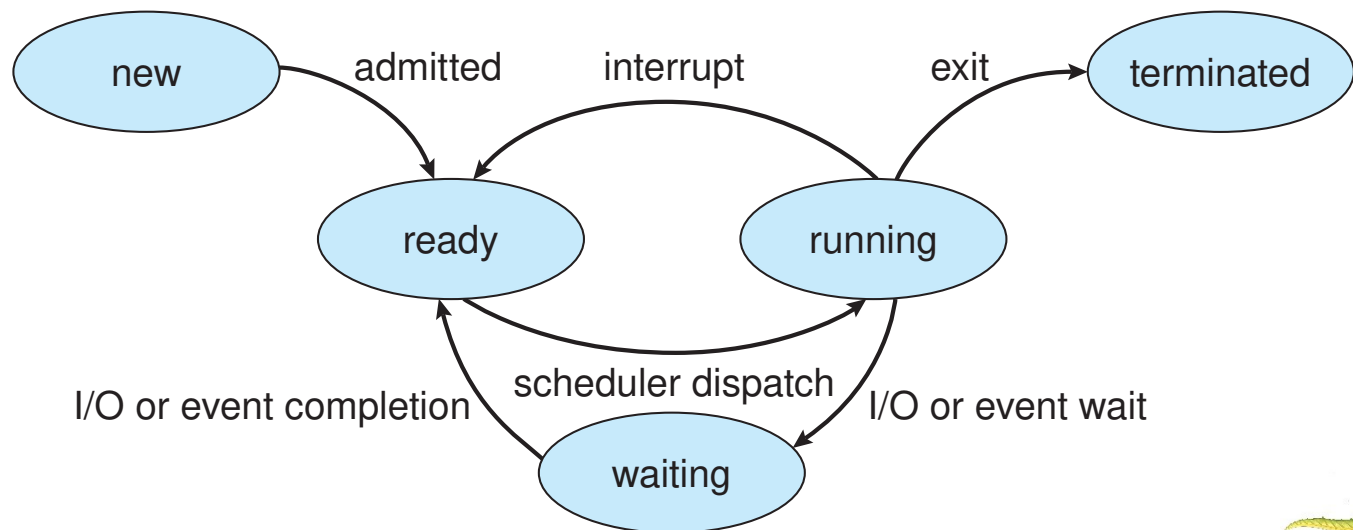 admitted
interrupt
exit
new
terminated
ready
running
scheduler dispatch
I/O or event completion
I/O or event wait
waiting